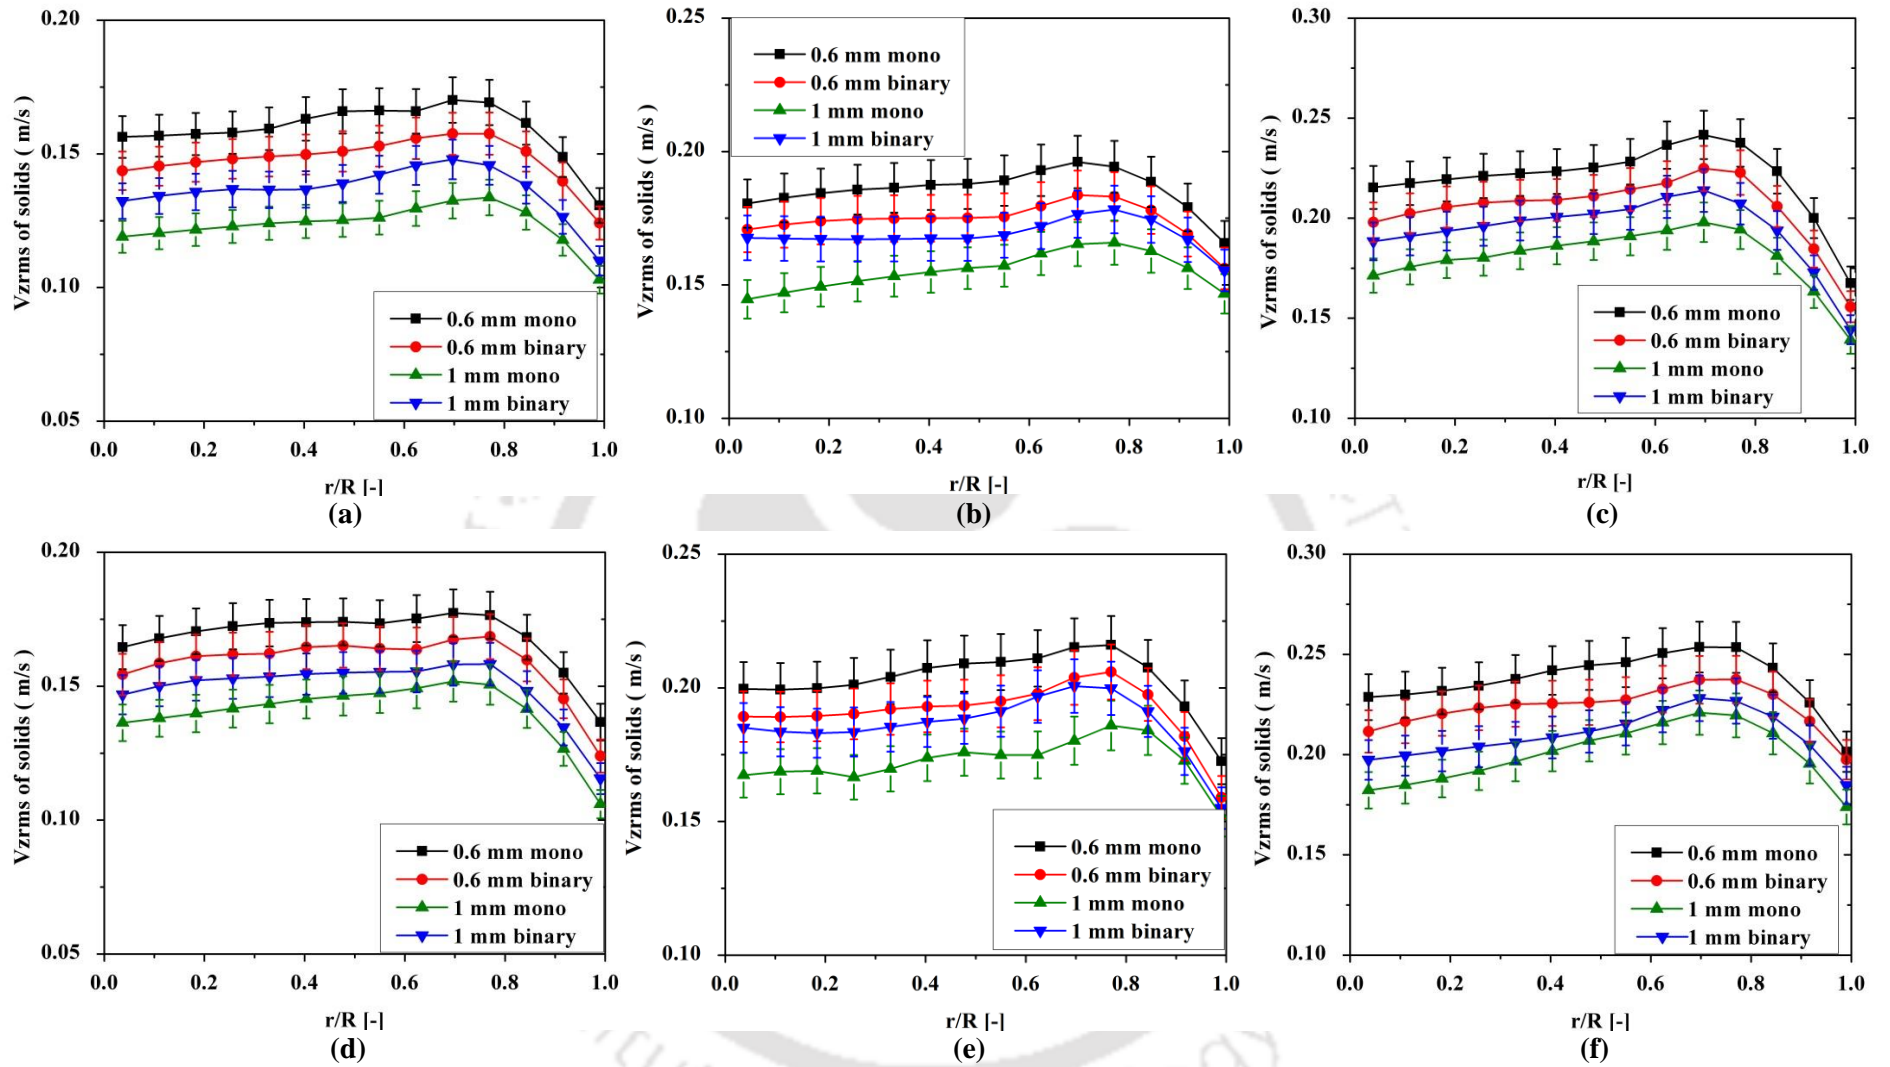 0.20
0.15
0.10
0.05
Vzrms of solids ( m/s )
0.6 mm mono
0.6 mm binary
1 mm mono
1 mm binary
0.0 0.2 0.4 0.6 0.8 1.0
r/R [-]
(a)
0.25
0.20
0.15
0.10
Vzrms of solids ( m/s )
0.6 mm mono
0.6 mm binary
1 mm mono
1 mm binary
0.0 0.2 0.4 0.6 0.8 1.0
r/R [-]
(b)
0.30
0.25
0.20
0.15
0.10
Vzrms of solids ( m/s )
0.6 mm mono
0.6 mm binary
1 mm mono
1 mm binary
0.0 0.2 0.4 0.6 0.8 1.0
r/R [-]
(c)
0.20
0.15
0.10
0.05
Vzrms of solids ( m/s )
0.6 mm mono
0.6 mm binary
1 mm mono
1 mm binary
0.0 0.2 0.4 0.6 0.8 1.0
r/R [-]
(d)
0.25
0.20
0.15
0.10
Vzrms of solids ( m/s )
0.6 mm mono
0.6 mm binary
1 mm mono
1 mm binary
0.0 0.2 0.4 0.6 0.8 1.0
r/R [-]
(e)
0.30
0.25
0.20
0.15
0.10
Vzrms of solids ( m/s )
0.6 mm mono
0.6 mm binary
1 mm mono
1 mm binary
0.0 0.2 0.4 0.6 0.8 1.0
r/R [-]
(f)